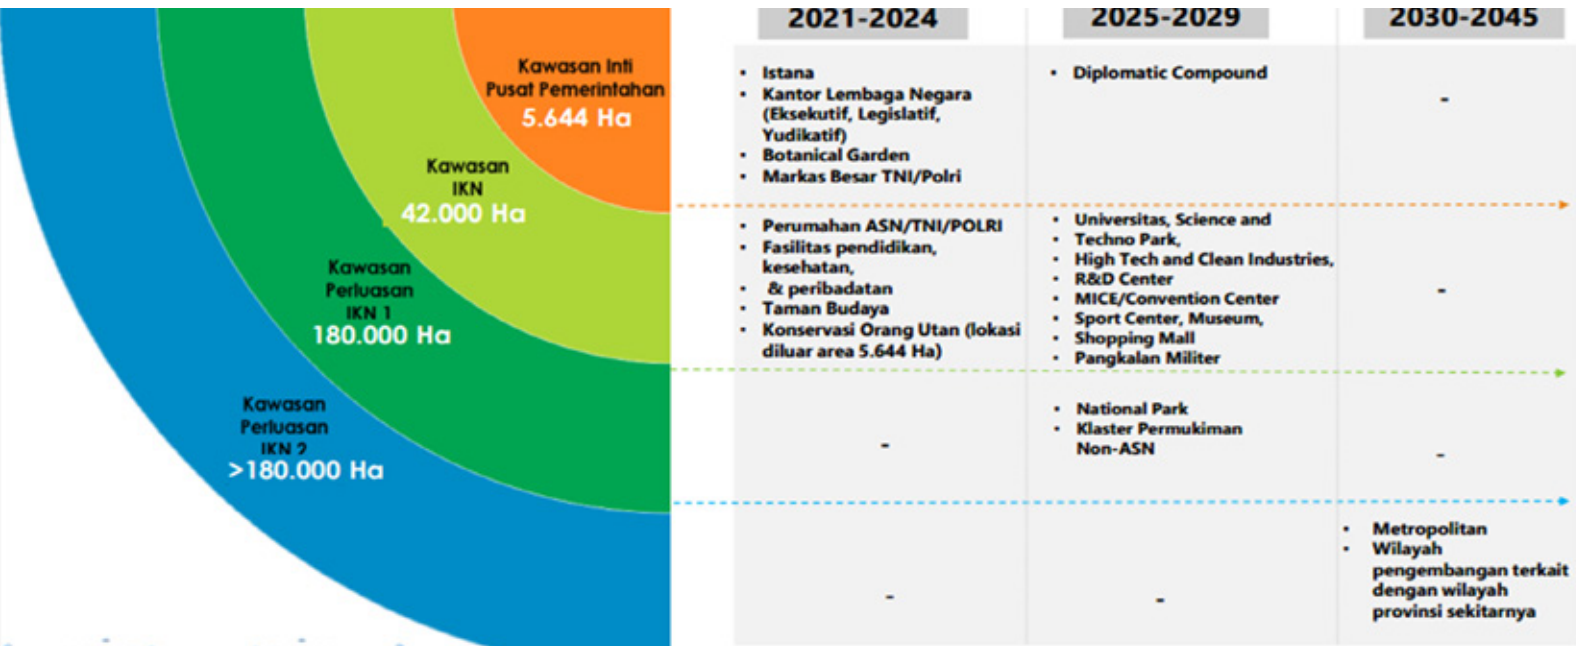 2021-2024
2025-2029
2030-2045
Kawasan Inti
Pusat Pemerintahan
5.644 Ha
Kawasan
IKN
42.000 Ha
Kawasan
Perluasan
IKN 1
180.000 Ha
Kawasan
Perluasan
IKN 2
>180.000 Ha
• Istana
• Kantor Lembaga Negara
(Eksekutif, Legislatif,
Yudikatif)
• Botanical Garden
• Markas Besar TNI/Polri
• Diplomatic Compound
-
• Perumahan ASN/TNI/POLRI
• Fasilitas pendidikan,
kesehatan,
• & peribadatan
• Taman Budaya
• Konservasi Orang Utan (lokasi
diluar area 5.644 Ha)
• Universitas, Science and
• Techno Park,
• High Tech and Clean Industries,
• R&D Center
• MICE/Convention Center
• Sport Center, Museum,
• Shopping Mall
• Pangkalan Militer
-
-
• National Park
• Klaster Permukiman
Non-ASN
-
-
-
• Metropolitan
• Wilayah
pengembangan terkait
dengan wilayah
provinsi sekitarnya